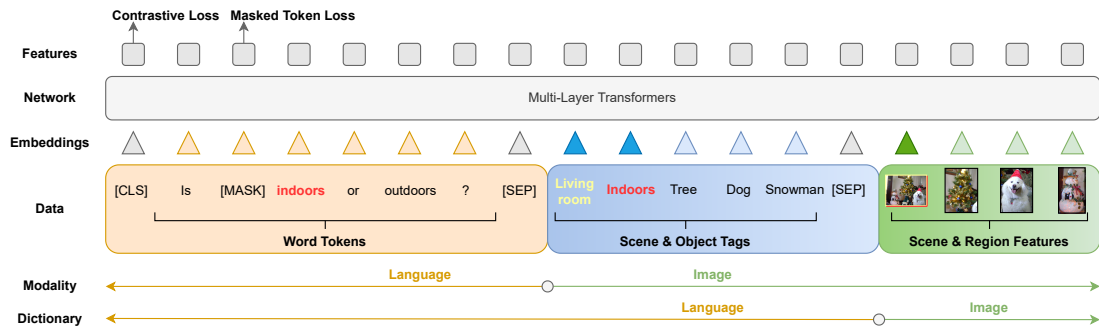 Contrastive Loss Masked Token Loss
Features
Network Multi-Layer Transformers
Embeddings
Data [CLS] Is [MASK] indoors or outdoors ? [SEP] Living room Indoors Tree Dog Snowman [SEP]
Word Tokens Scene & Object Tags Scene & Region Features
Modality Language Image
Dictionary Language Image